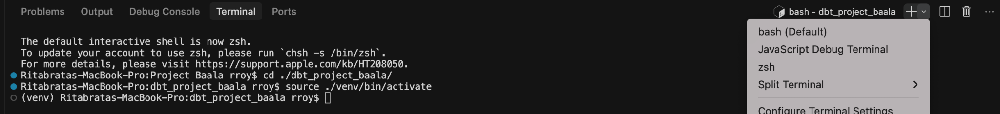 Problems Output Debug Console Terminal Ports bash - dbt_project_baala
The default interactive shell is now zsh.
To update your account to use zsh, please run `chsh -s /bin/zsh`.
For more details, please visit https://support.apple.com/kb/HT208050.
Ritabratas-MacBook-Pro:Project Baala rroy$ cd ./dbt_project_baala/
Ritabratas-MacBook-Pro:dbt_project_baala rroy$ source ./venv/bin/activate
(venv) Ritabratas-MacBook-Pro:dbt_project_baala rroy$
bash (Default)
JavaScript Debug Terminal
zsh
Split Terminal
Configure Terminal Settings